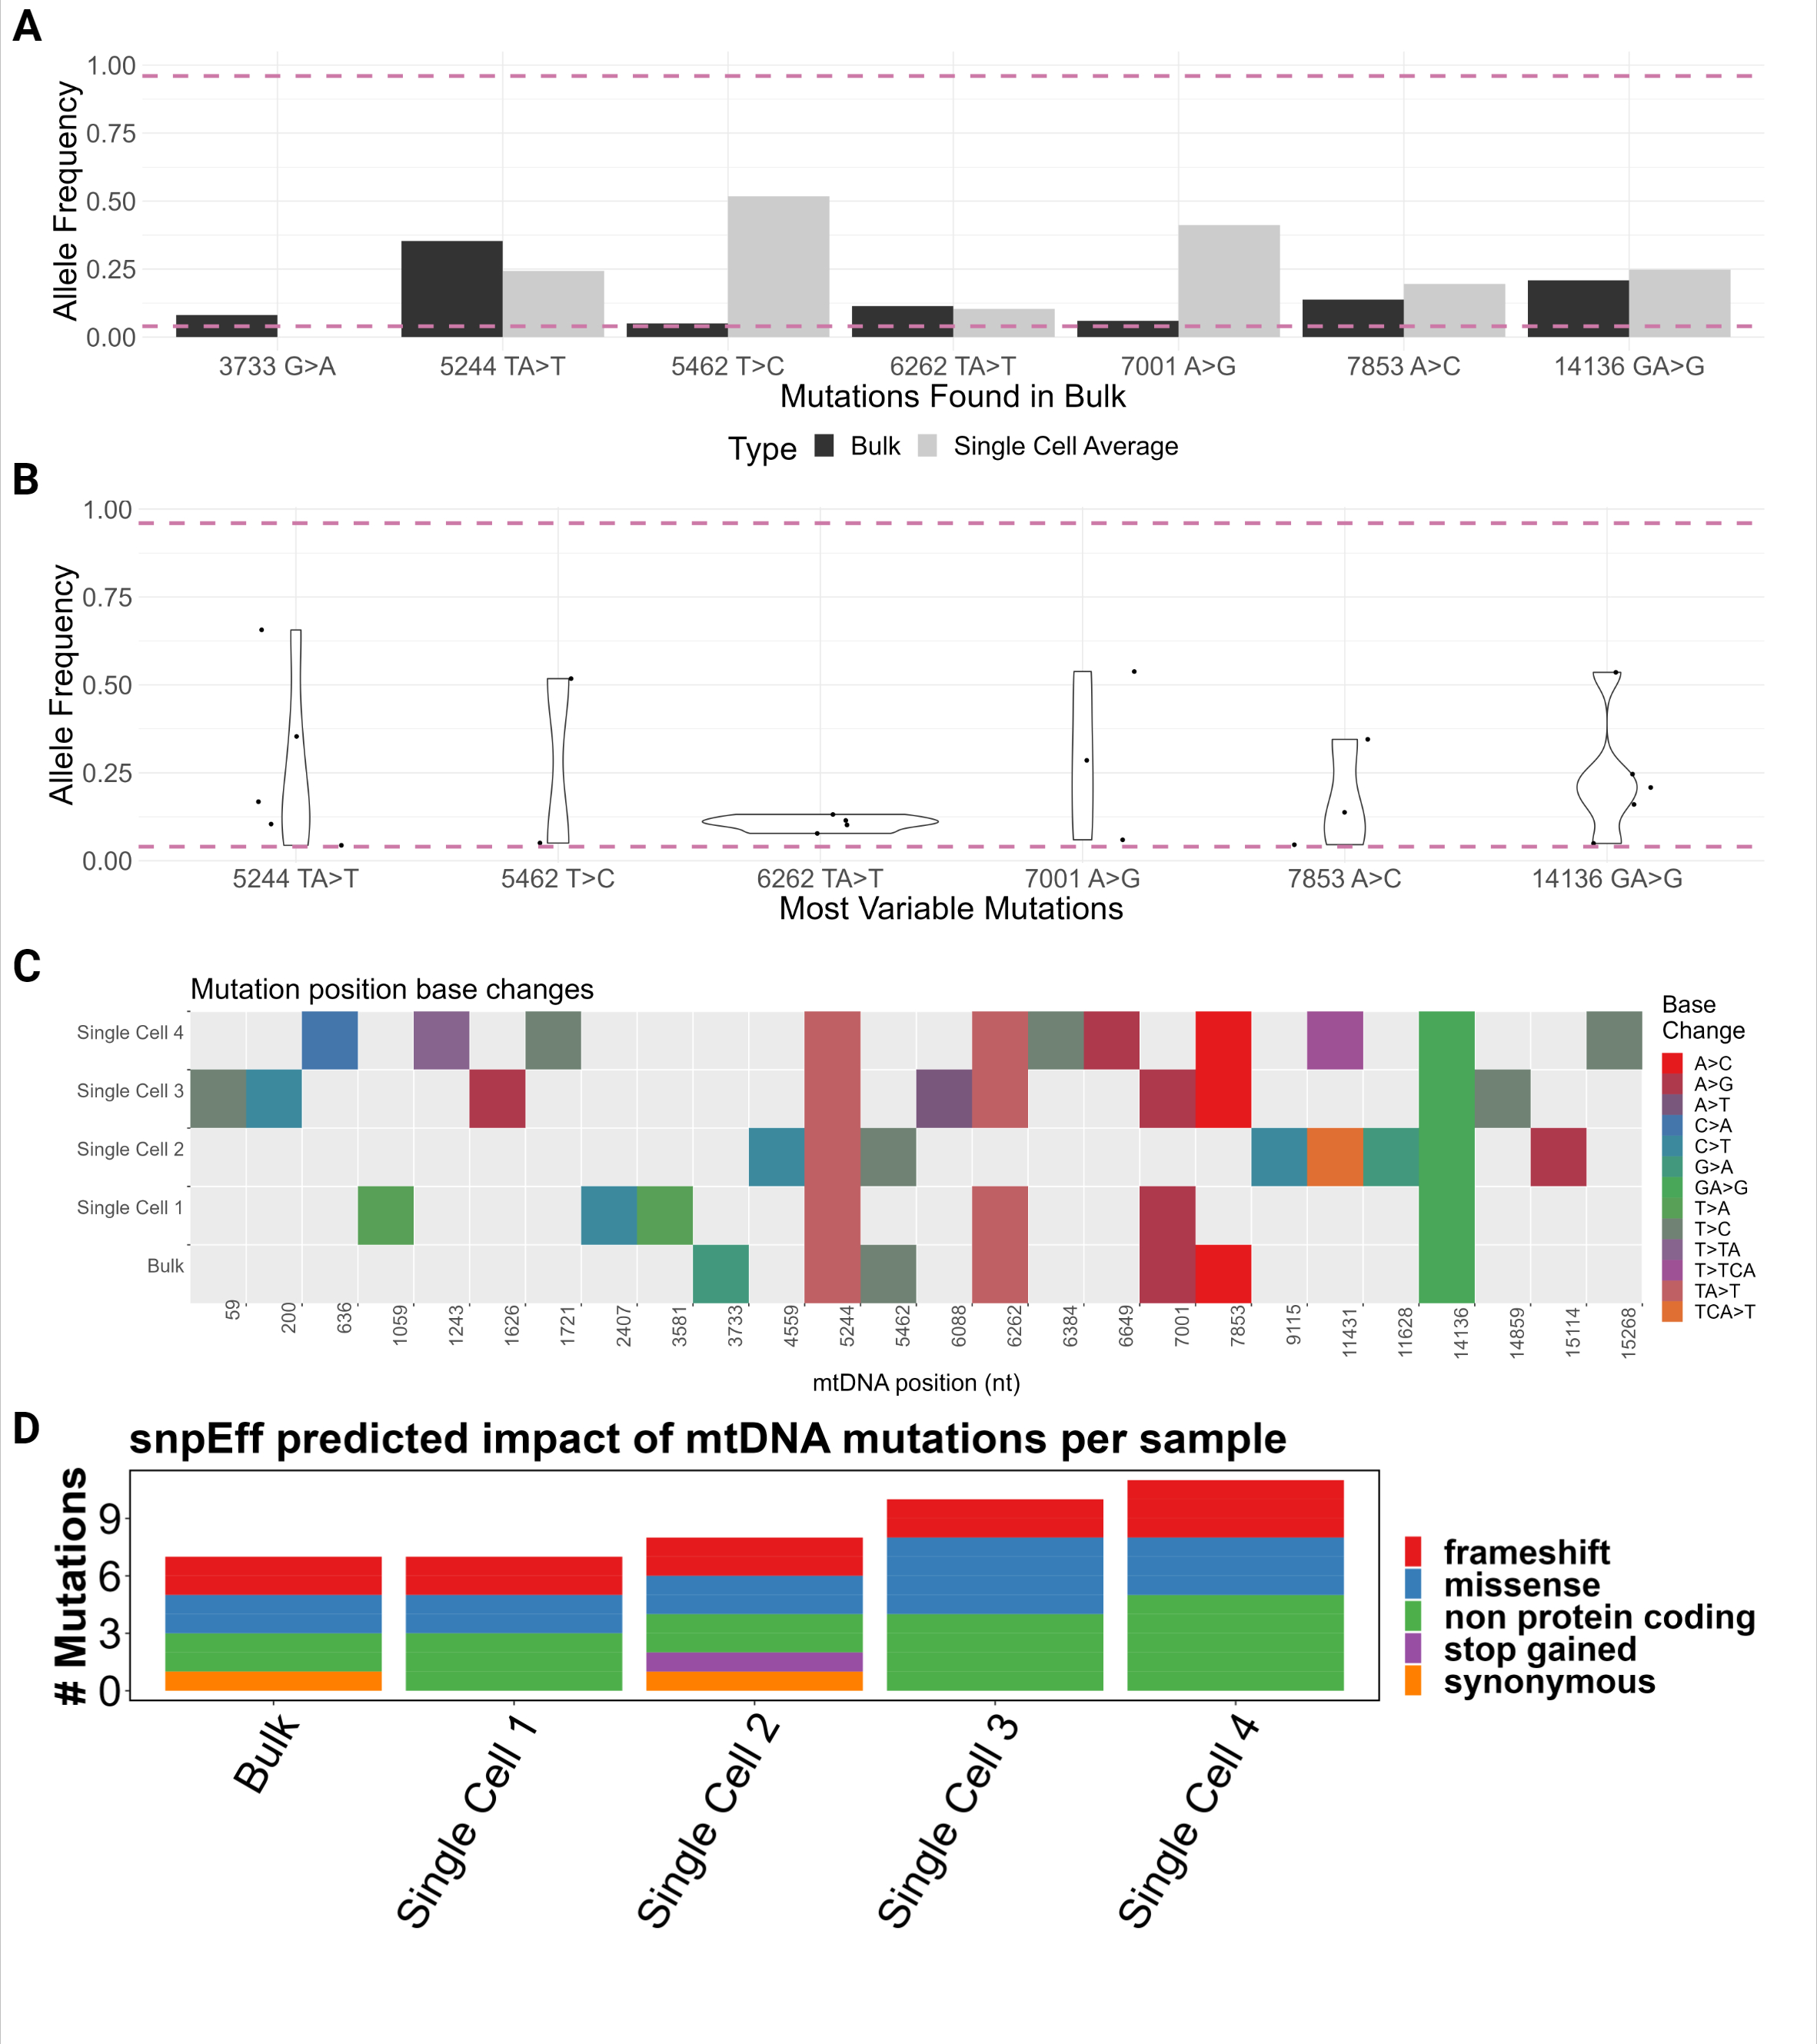 A
1.00
0.75
0.50
0.25
0.00
Allele Frequency
3733 G>A 5244 TA>T 5462 T>C 6262 TA>T 7001 A>G 7853 A>C 14136 GA>G
Mutations Found in Bulk
Type Bulk Single Cell Average
B
1.00
0.75
0.50
0.25
0.00
Allele Frequency
5244 TA>T 5462 T>C 6262 TA>T 7001 A>G 7853 A>C 14136 GA>G
Most Variable Mutations
C
Mutation position base changes
Single Cell 4
Single Cell 3
Single Cell 2
Single Cell 1
Bulk
59 200 636 1059 1243 1626 1721 2407 3581 3733 4559 5244 5462 6088 6262 6384 6649 7001 7853 9115 11431 11628 14136 14859 15114 15268
mtDNA position (nt)
Base
Change
A>C
A>G
A>T
C>A
C>T
G>A
GA>G
T>A
T>C
T>TA
T>TCA
TA>T
TCA>T
D
snpEff predicted impact of mtDNA mutations per sample
# Mutations
9
6
3
0
Bulk
Single Cell 1
Single Cell 2
Single Cell 3
Single Cell 4
frameshift
missense
non protein coding
stop gained
synonymous